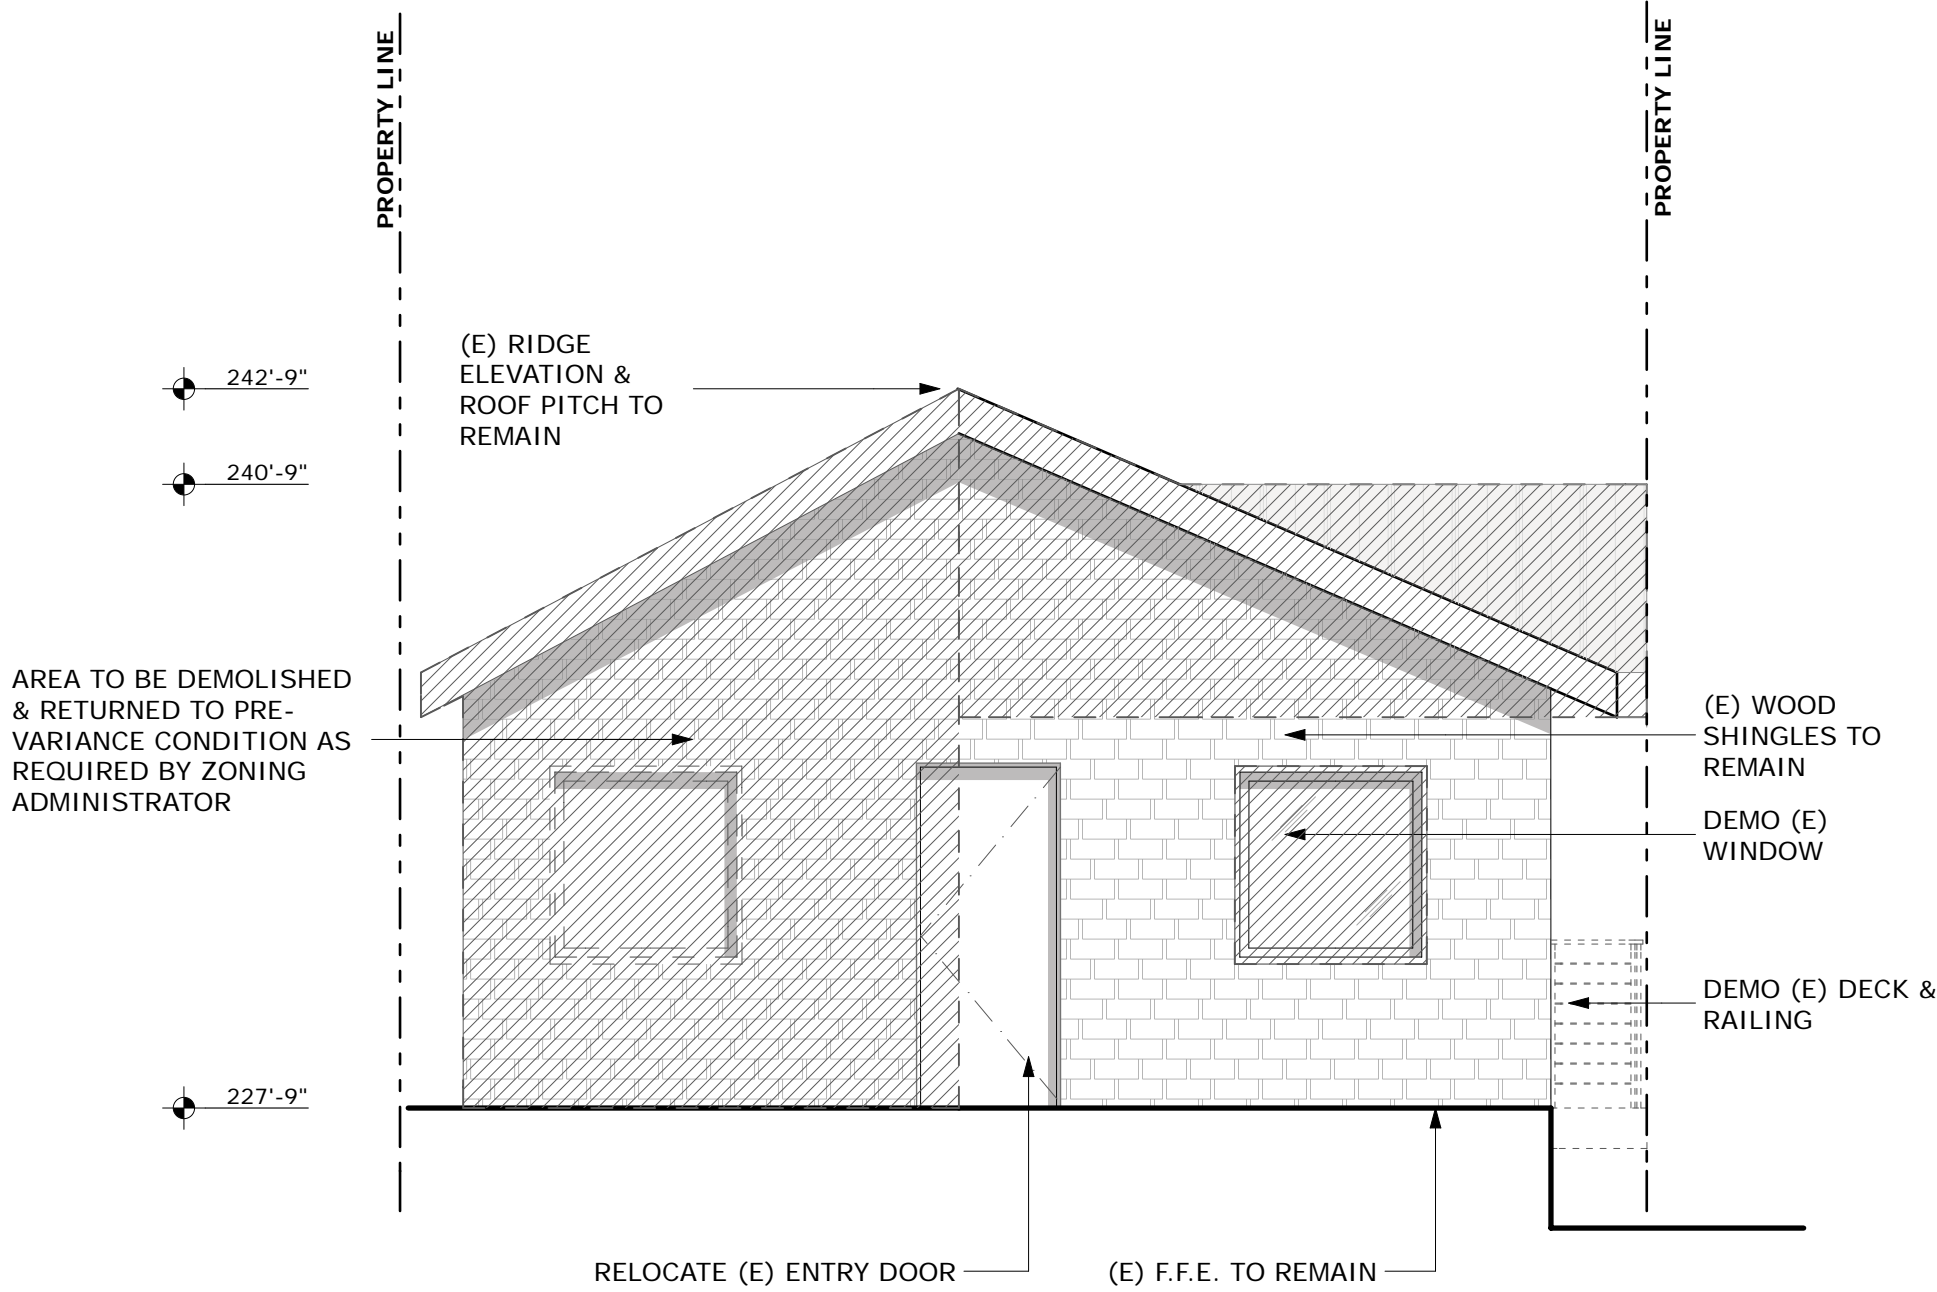 PROPERTY LINE
PROPERTY LINE
(E) RIDGE
ELEVATION &
ROOF PITCH TO
REMAIN
242'-9"
240'-9"
AREA TO BE DEMOLISHED
& RETURNED TO PRE-
VARIANCE CONDITION AS
REQUIRED BY ZONING
ADMINISTRATOR
(E) WOOD
SHINGLES TO
REMAIN
DEMO (E)
WINDOW
DEMO (E) DECK &
RAILING
227'-9"
RELOCATE (E) ENTRY DOOR
(E) F.F.E. TO REMAIN